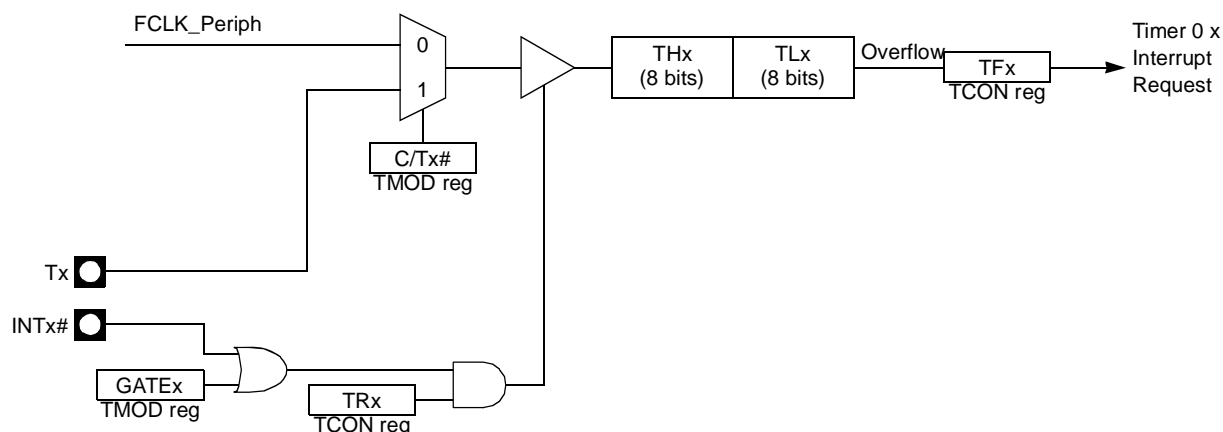 FCLK_Periph
0
1
C/Tx#
TMOD reg
THx
(8 bits)
TLx
(8 bits)
Overflow
TFx
TCON reg
Timer 0 x
Interrupt
Request
Tx
INTx#
GATEx
TMOD reg
TRx
TCON reg